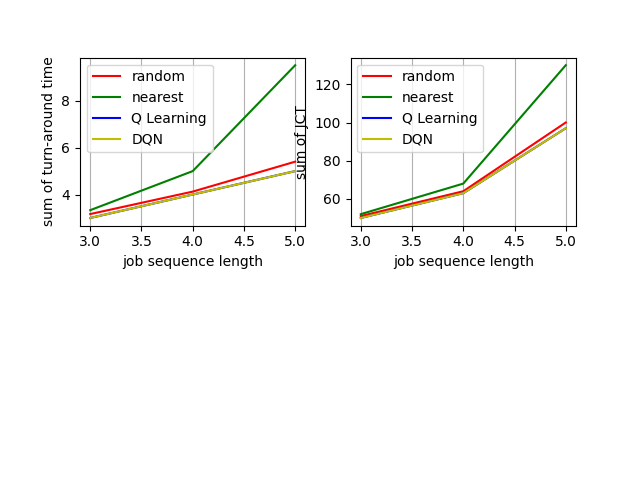 sum of turn-around time
8
6
4
random
nearest
Q Learning
DQN
3.0 3.5 4.0 4.5 5.0
job sequence length
sum of JCT
120
100
80
60
random
nearest
Q Learning
DQN
3.0 3.5 4.0 4.5 5.0
job sequence length